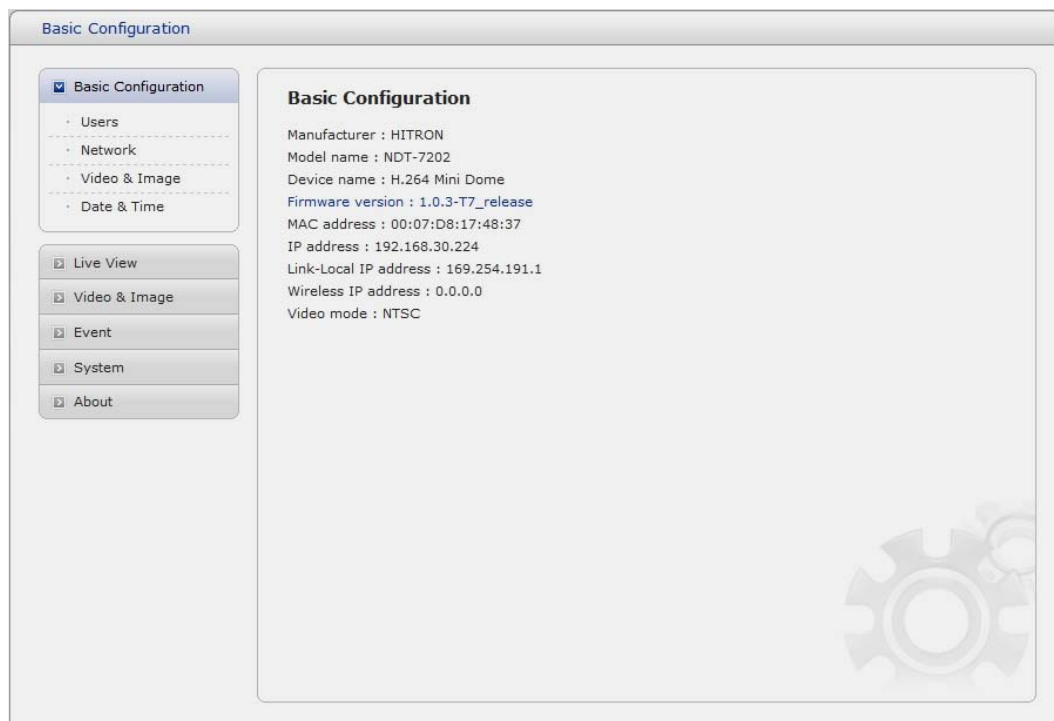 Basic Configuration
Basic Configuration
Users
Network
Video & Image
Date & Time
Live View
Video & Image
Event
System
About
Basic Configuration
Manufacturer : HITRON
Model name : NDT-7202
Device name : H.264 Mini Dome
Firmware version : 1.0.3-T7_release
MAC address : 00:07:D8:17:48:37
IP address : 192.168.30.224
Link-Local IP address : 169.254.191.1
Wireless IP address : 0.0.0.0
Video mode : NTSC